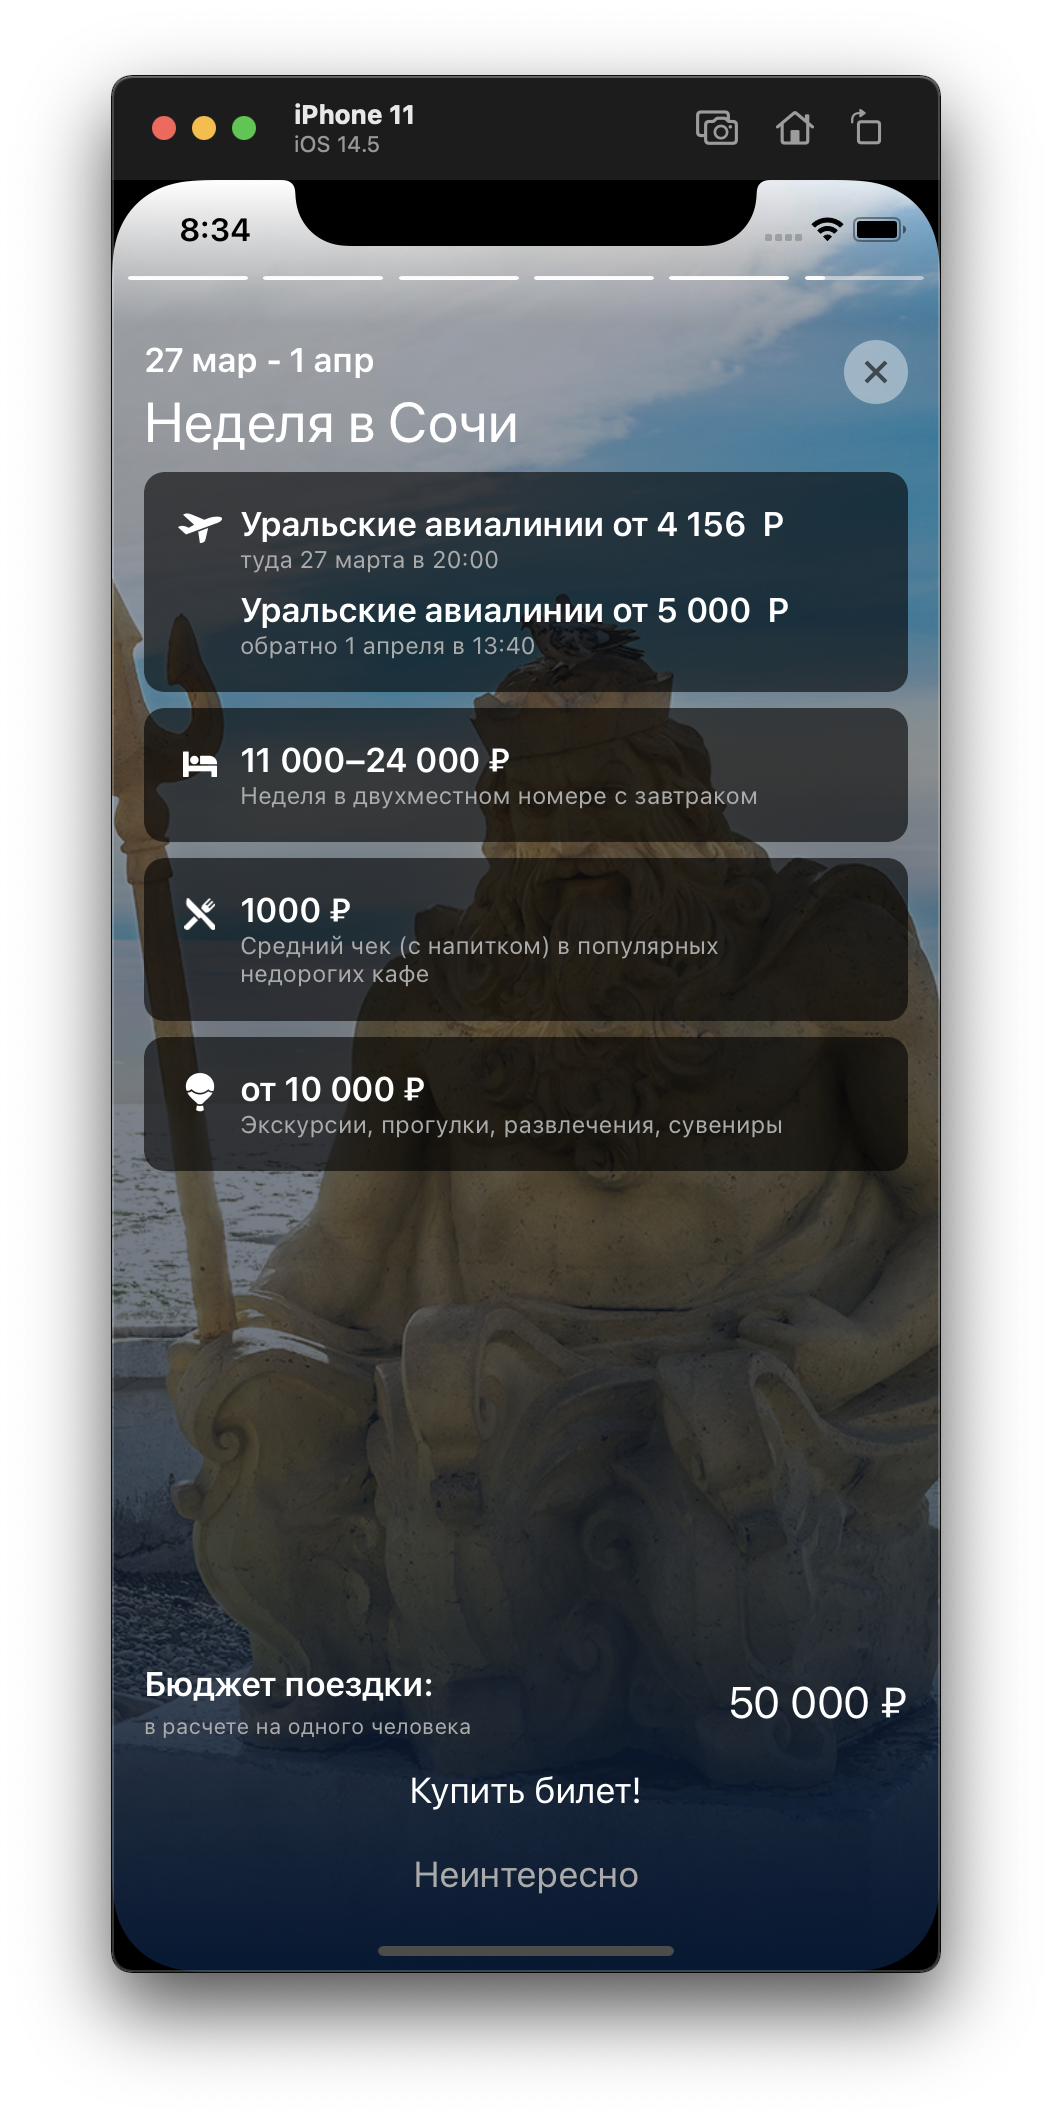 iPhone 11
iOS 14.5
8:34
27 мар - 1 апр
Неделя в Сочи
Уральские авиалинии от 4 156  Р
туда 27 марта в 20:00
Уральские авиалинии от 5 000  Р
обратно 1 апреля в 13:40
11 000–24 000 ₽
Неделя в двухместном номере с завтраком
1000 ₽
Средний чек (с напитком) в популярных
недорогих кафе
от 10 000 ₽
Экскурсии, прогулки, развлечения, сувениры
Бюджет поездки:
50 000 ₽
в расчете на одного человека
Купить билет!
Неинтересно